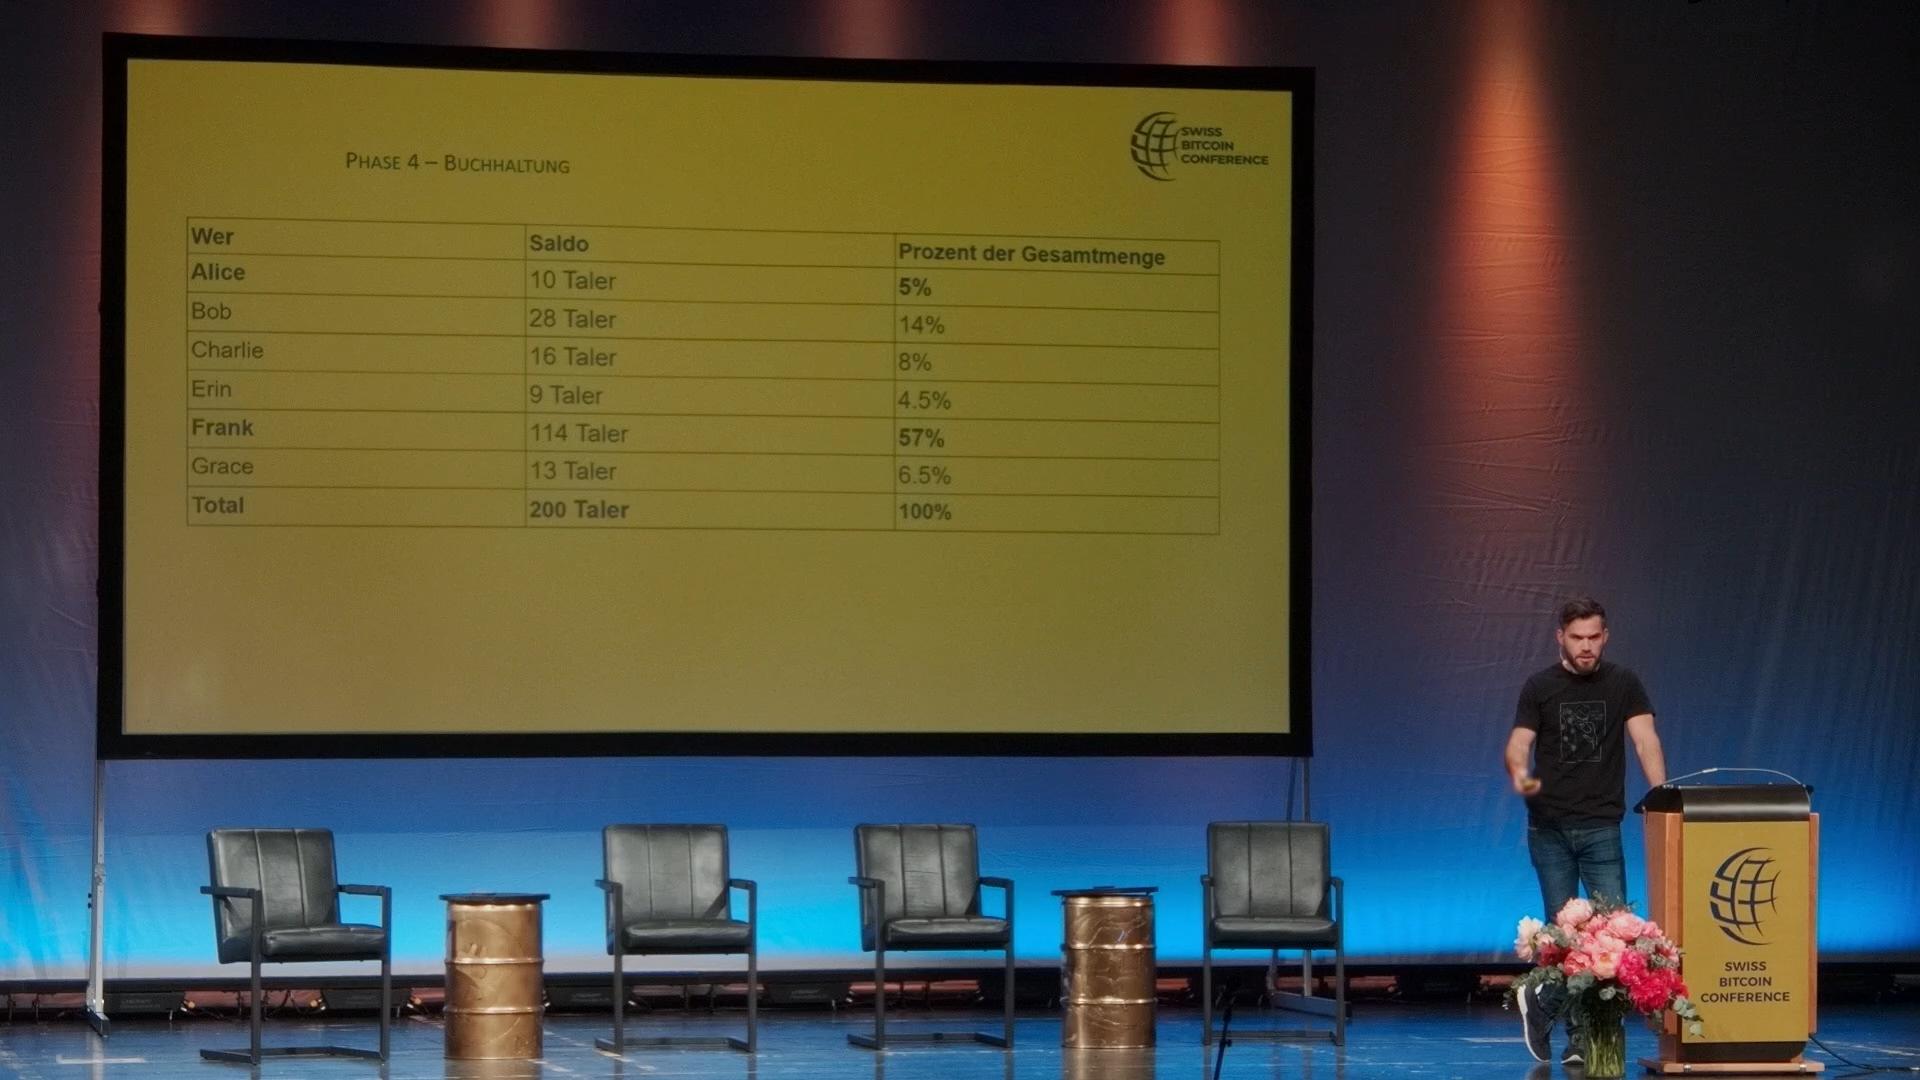 PHASE 4 – BUCHHALTUNG
SWISS
BITCOIN
CONFERENCE
Wer Saldo Prozent der Gesamtmenge
Alice 10 Taler 5%
Bob 28 Taler 14%
Charlie 16 Taler 8%
Erin 9 Taler 4.5%
Frank 114 Taler 57%
Grace 13 Taler 6.5%
Total 200 Taler 100%
SWISS
BITCOIN
CONFERENCE